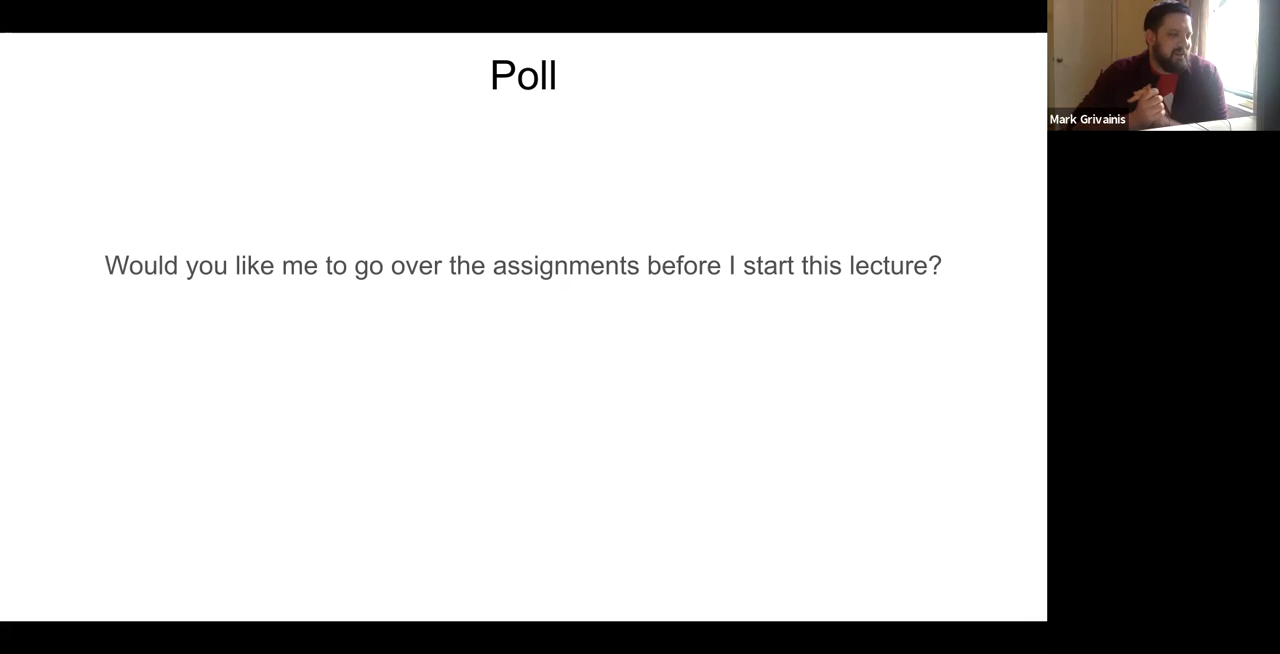 Poll
Would you like me to go over the assignments before I start this lecture?
Mark Grivainis